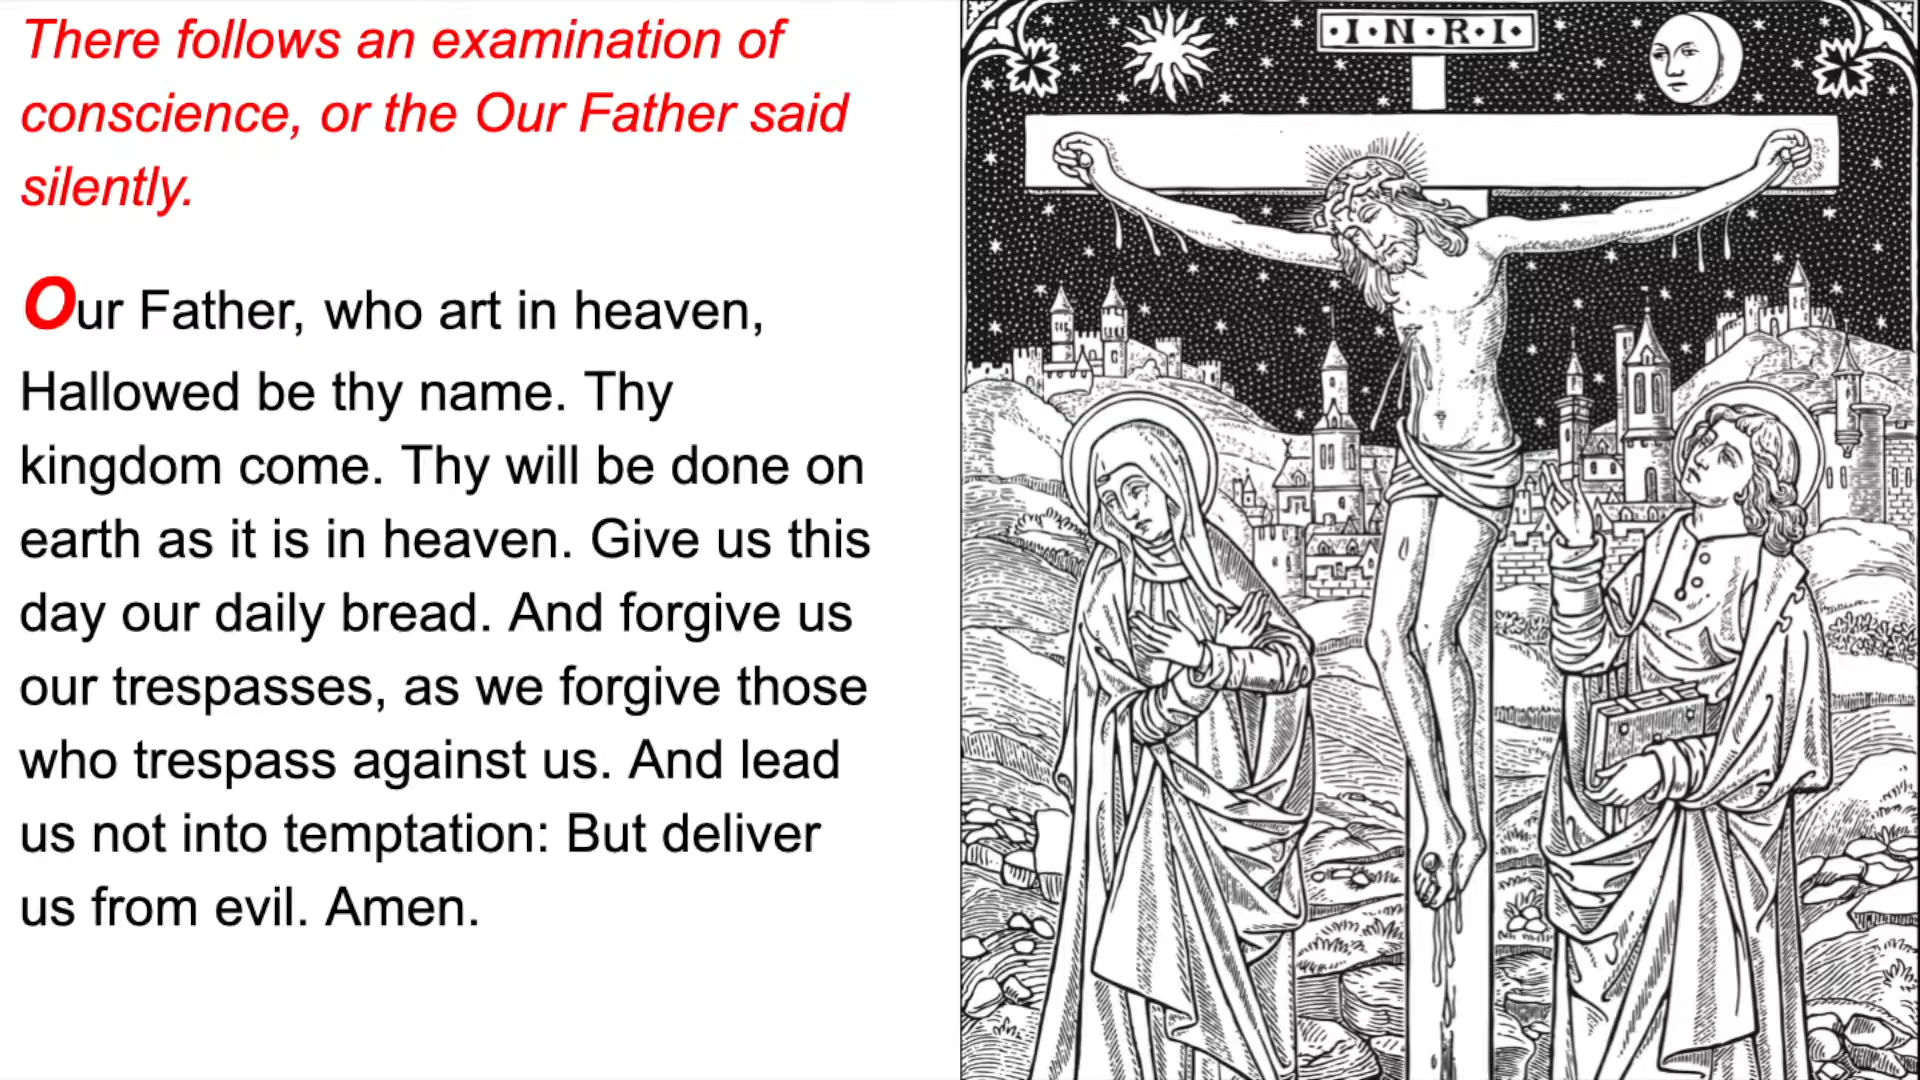 There follows an examination of
conscience, or the Our Father said
silently.
Our Father, who art in heaven,
Hallowed be thy name. Thy
kingdom come. Thy will be done on
earth as it is in heaven. Give us this
day our daily bread. And forgive us
our trespasses, as we forgive those
who trespass against us. And lead
us not into temptation: But deliver
us from evil. Amen.
·I·N·R·I·